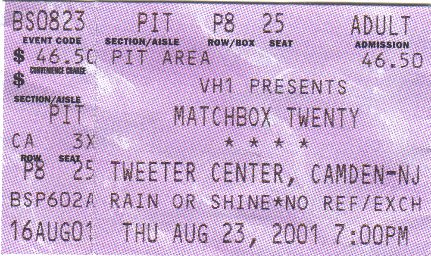 BSO823 PIT P8 25 ADULT
EVENT CODE SECTION/AISLE ROW/BOX SEAT ADMISSION
$ 46.50 PIT AREA 46.50
CONVENIENCE CHARGE
$ VH1 PRESENTS
SECTION/AISLE
PIT MATCHBOX TWENTY
CA 3X * * * *
ROW SEAT
P8 25 TWEETER CENTER, CAMDEN-NJ
BSP602A RAIN OR SHINE*NO REF/EXCH
16AUG01 THU AUG 23, 2001 7:00PM